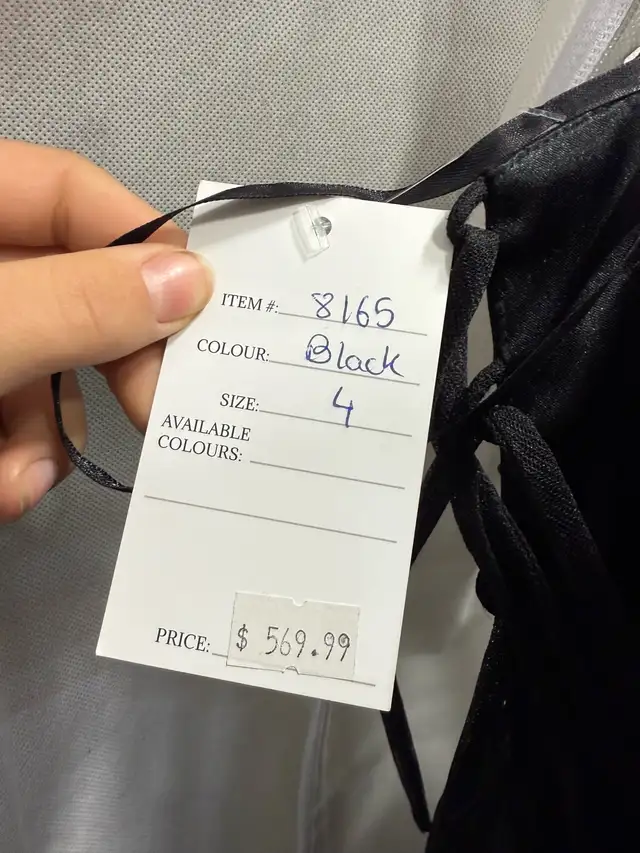 ITEM #: 8165
COLOUR: Black
SIZE: 4
AVAILABLE
COLOURS:
PRICE: $ 569.99